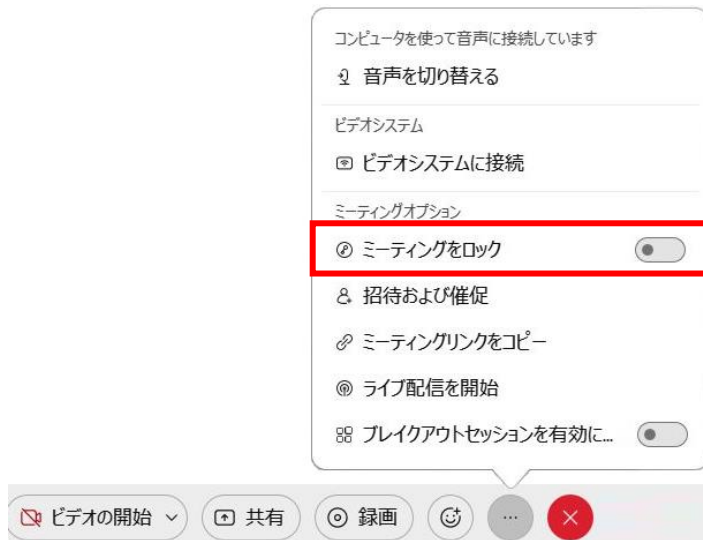 コンピュータを使って音声に接続しています
音声を切り替える
ビデオシステム
ビデオシステムに接続
ミーティングオプション
ミーティングをロック
招待および催促
ミーティングリンクをコピー
ライブ配信を開始
ブレイクアウトセッションを有効に...
ビデオの開始
共有
録画